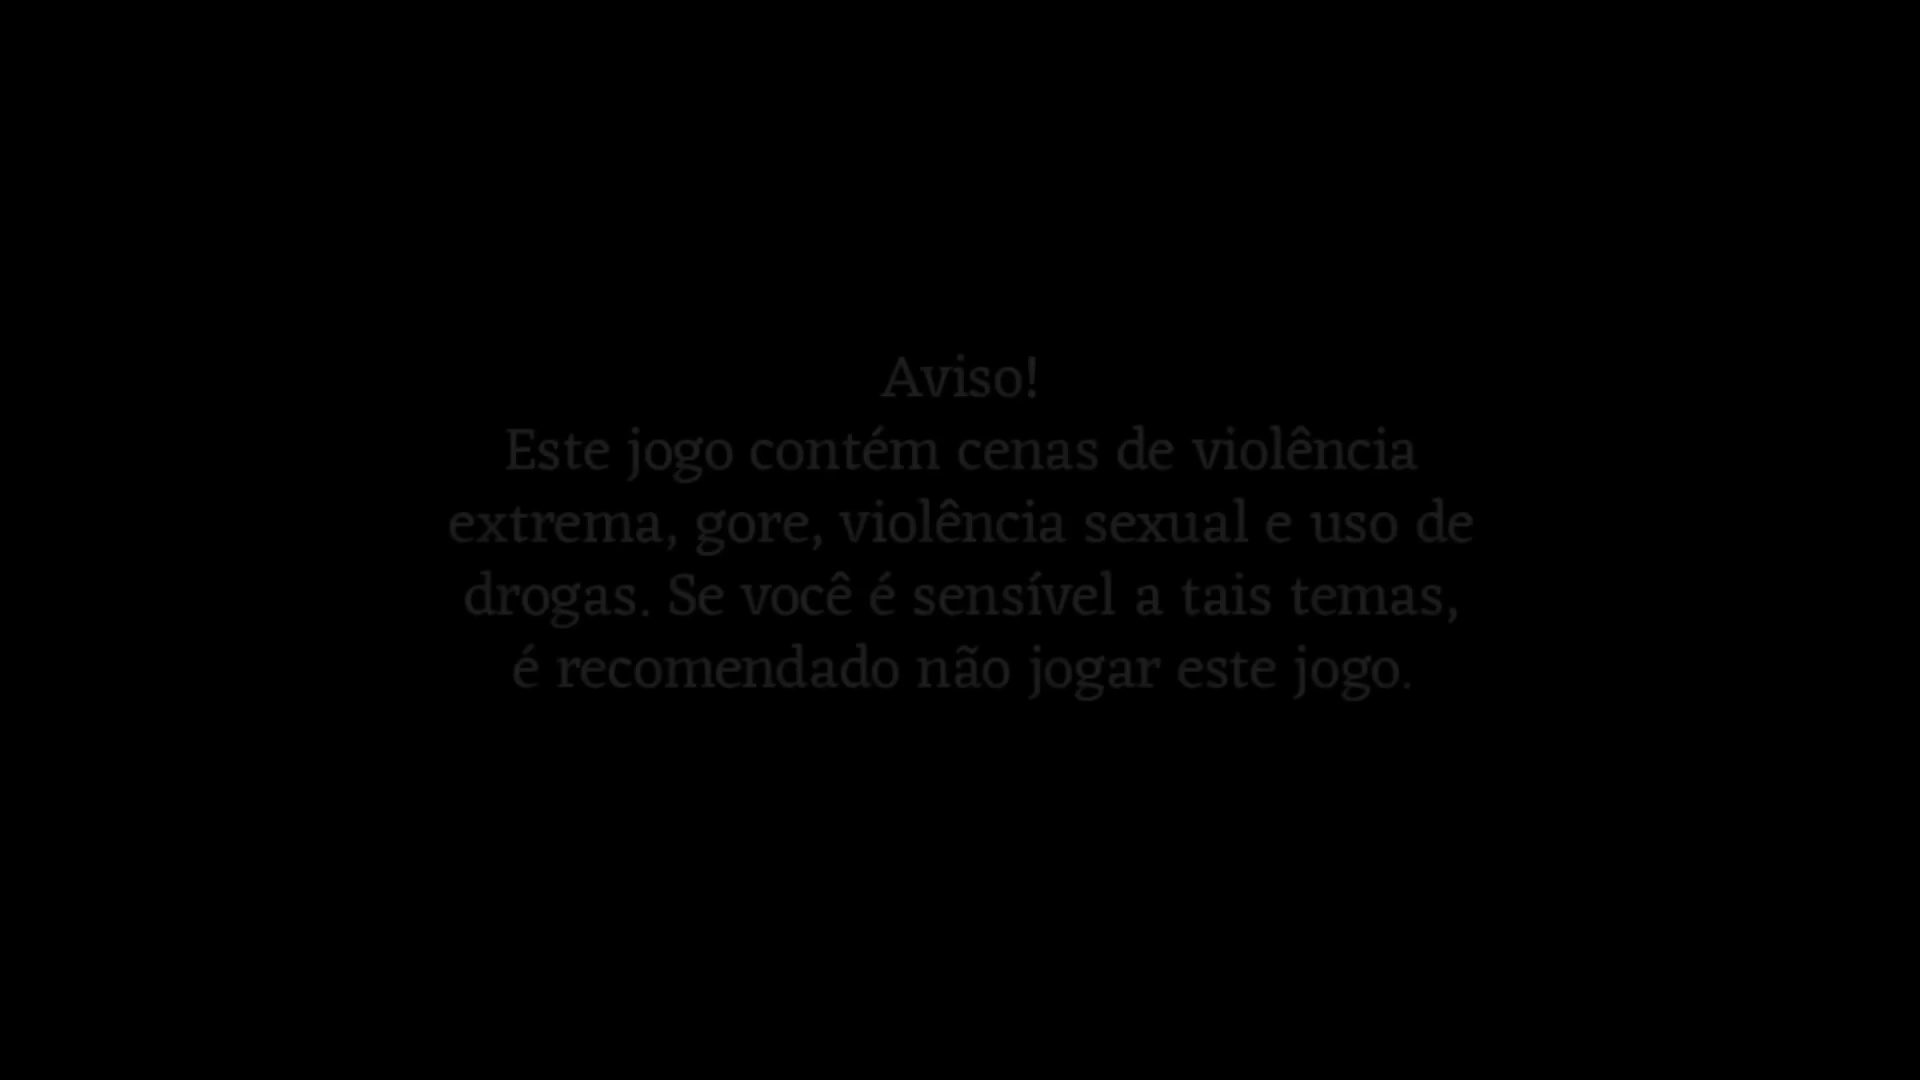 Aviso!
Este jogo contém cenas de violência
extrema, gore, violência sexual e uso de
drogas. Se você é sensível a tais temas,
é recomendado não jogar este jogo.